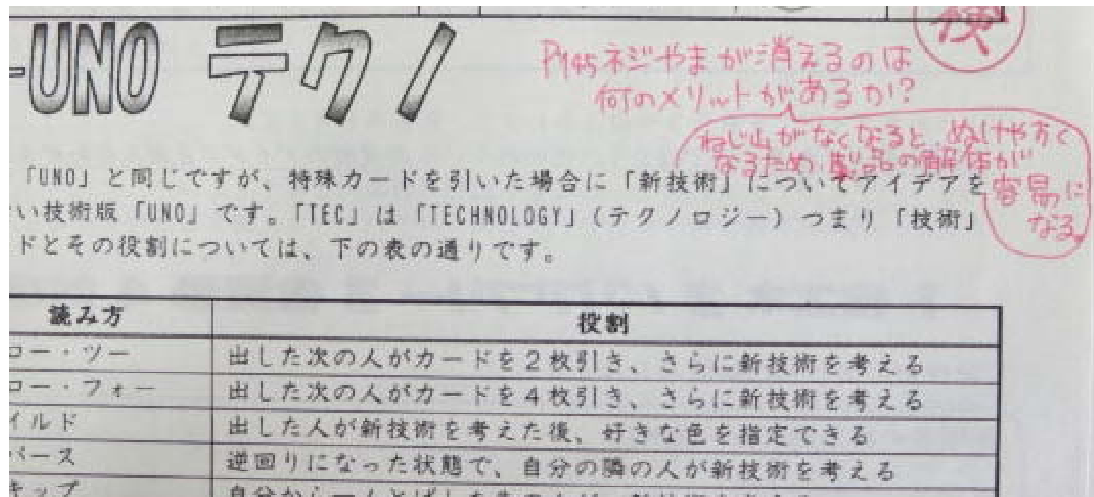 -UNO テクノ
検
P145ネジやまが消えるのは
何のメリットがあるか?
ねじ山がなくなると、ぬけやすく
なるため、製品の解体が
容易に
なる。
「UNO」と同じですが、特殊カードを引いた場合に「新技術」についてアイデアを
い技術版「UNO」です。「TEC」は「TECHNOLOGY」(テクノロジー)つまり「技術」
ドとその役割については、下の表の通りです。
読み方 役割
ロー・ツー 出した次の人がカードを2枚引き、さらに新技術を考える
ロー・フォー 出した次の人がカードを4枚引き、さらに新技術を考える
イルド 出した人が新技術を考えた後、好きな色を指定できる
バース 逆回りになった状態で、自分の隣の人が新技術を考える
キップ